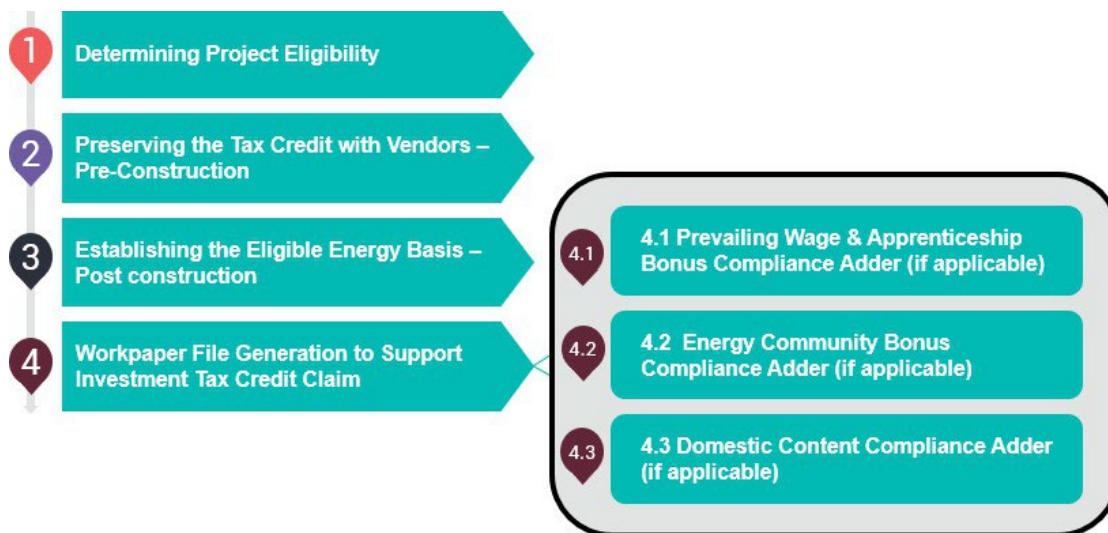 1
Determining Project Eligibility
2
Preserving the Tax Credit with Vendors –
Pre-Construction
3
Establishing the Eligible Energy Basis –
Post construction
4
Workpaper File Generation to Support
Investment Tax Credit Claim
4.1
4.1 Prevailing Wage & Apprenticeship
Bonus Compliance Adder (if applicable)
4.2
4.2 Energy Community Bonus
Compliance Adder (if applicable)
4.3
4.3 Domestic Content Compliance Adder
(if applicable)